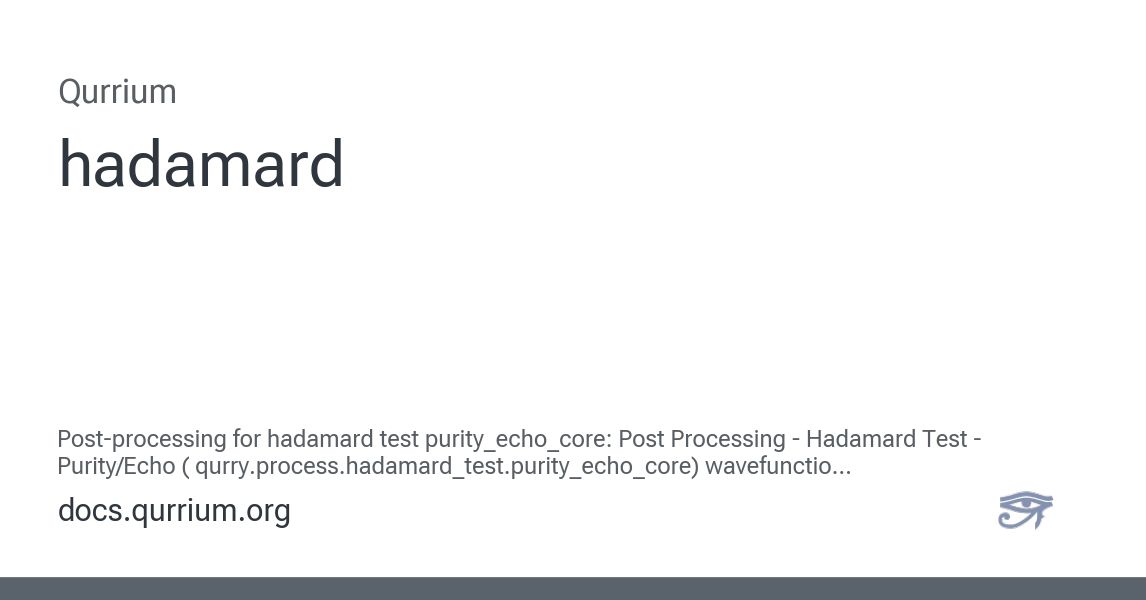 Qurrium
hadamard
Post-processing for hadamard test purity_echo_core: Post Processing - Hadamard Test -
Purity/Echo ( qurry.process.hadamard_test.purity_echo_core) wavefunctio...
docs.qurrium.org